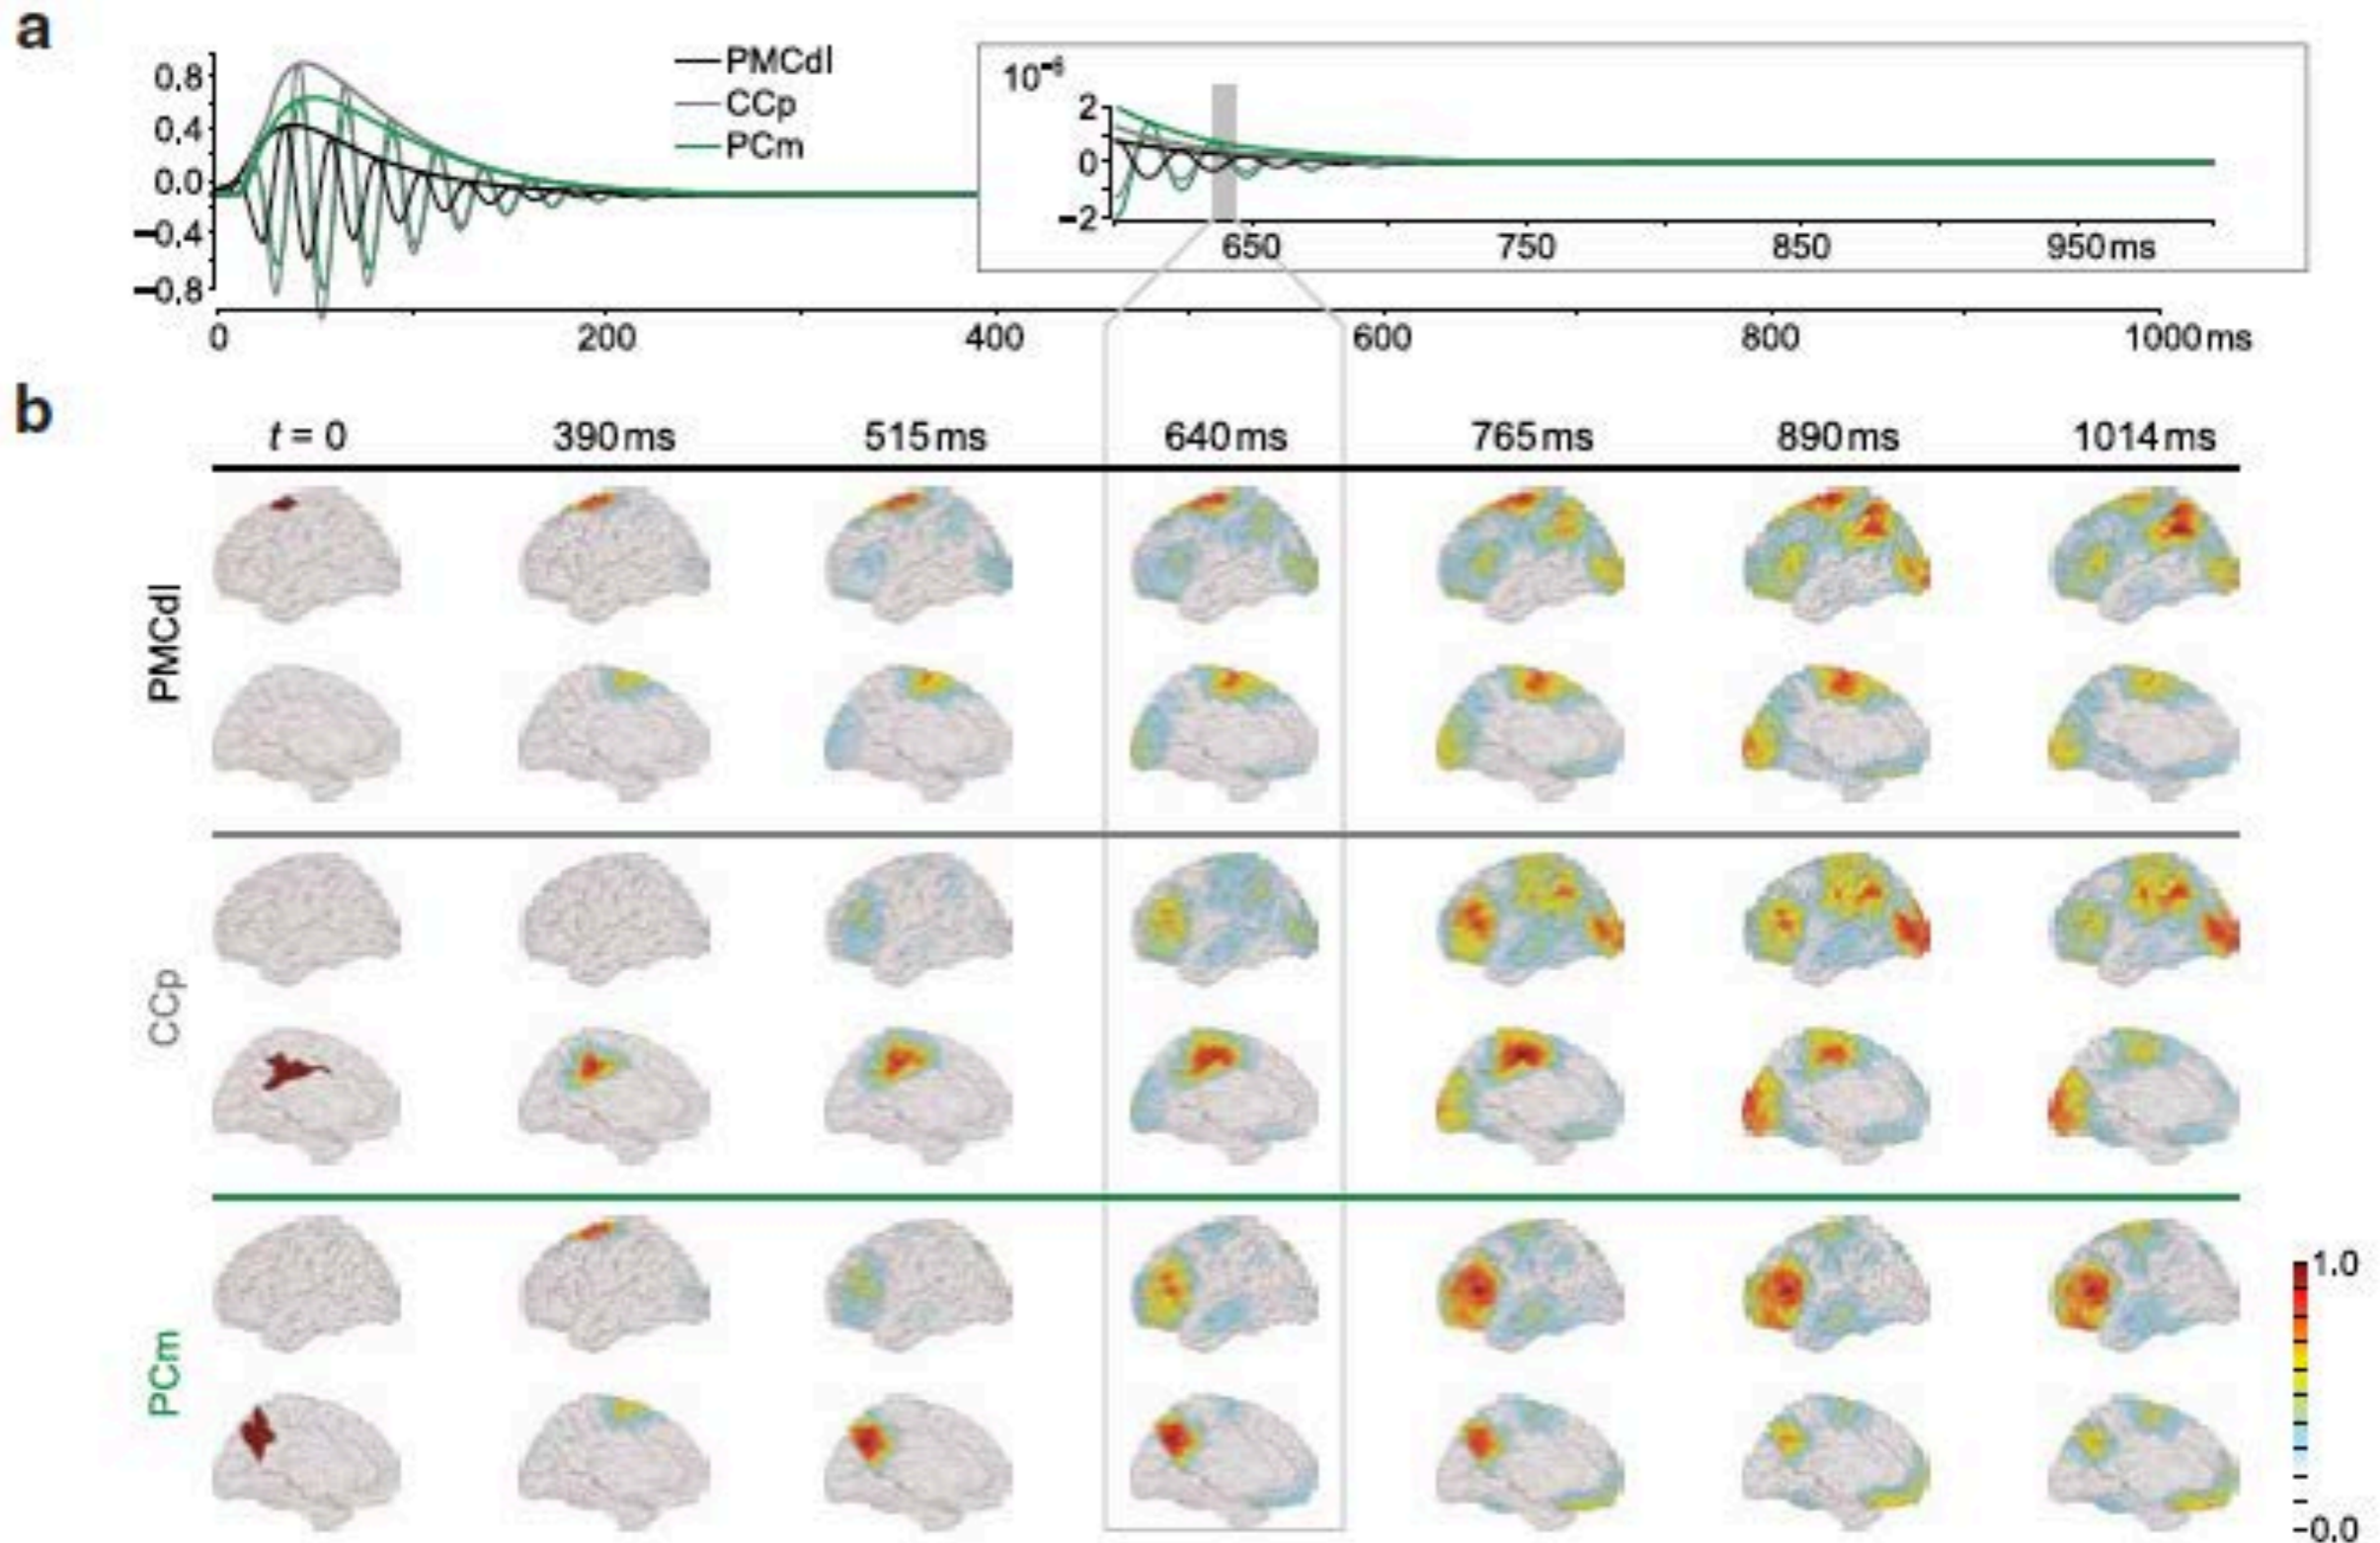 a
PMCdl
CCp
PCm
0.8
0.4
0.0
−0.4
−0.8
0 200 400 600 800 1000 ms
10⁻⁶
2
0
−2
650 750 850 950 ms
b
t = 0 390 ms 515 ms 640 ms 765 ms 890 ms 1014 ms
PMCdl
CCp
PCm
1.0
−0.0